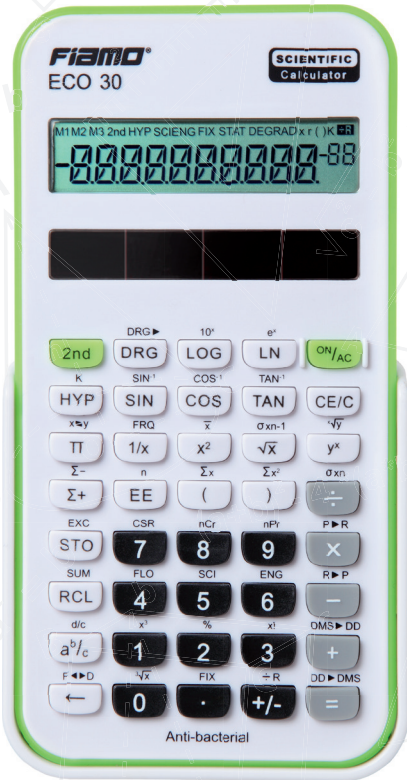 FIAMO®
SCIENTIFIC
Calculator
ECO 30
M1 M2 M3 2nd HYP SCIENG FIX STAT DEGRAD x r ( ) K ÷R
-8888888888-88
DRG▶ 10ˣ eˣ
2nd DRG LOG LN ON/AC
K SIN⁻¹ COS⁻¹ TAN⁻¹
HYP SIN COS TAN CE/C
x⇆y FRQ x̅ σxn-1 ˣ√y
π 1/x x² √x yˣ
Σ− n Σx Σx² σxn
Σ+ EE ( ) ÷
EXC CSR nCr nPr P▶R
STO 7 8 9 ×
SUM FLO SCI ENG R▶P
RCL 4 5 6 −
d/c x³ % x! DMS▶DD
aᵇ/c 1 2 3 +
F◀▶D ³√x FIX ÷R DD▶DMS
← 0 · +/- =
Anti-bacterial